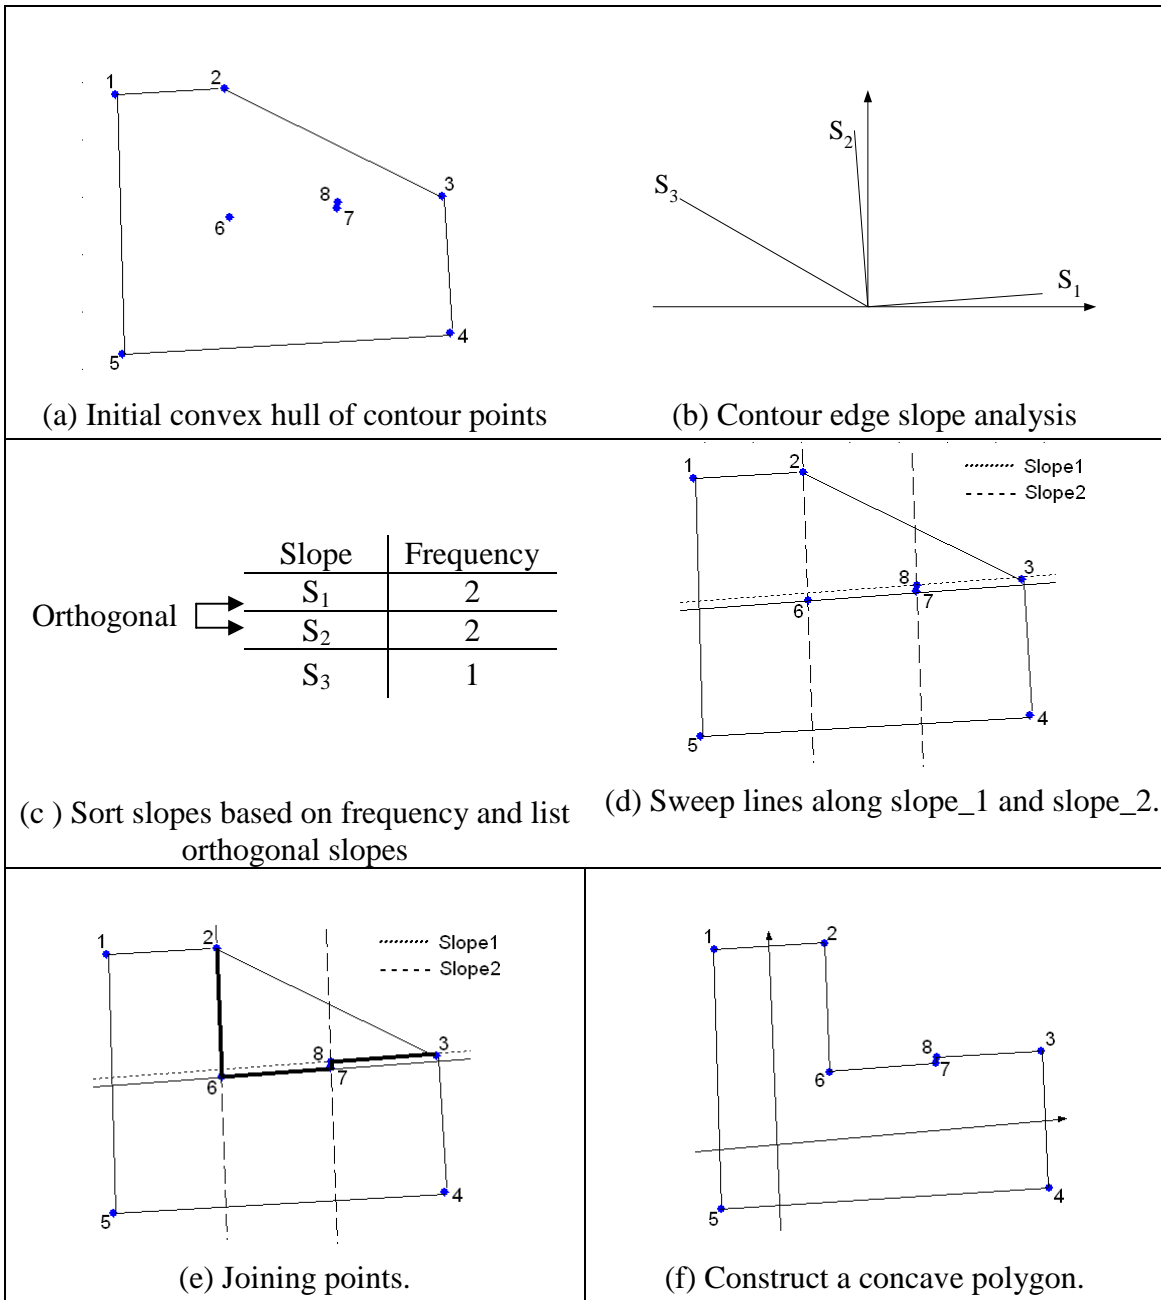 1
2
3
8
7
6
4
5
(a) Initial convex hull of contour points
S2
S3
S1
(b) Contour edge slope analysis
Slope Frequency
S1 2
Orthogonal
S2 2
S3 1
(c ) Sort slopes based on frequency and list
orthogonal slopes
1
2
Slope1
Slope2
8
3
6
7
4
5
(d) Sweep lines along slope_1 and slope_2.
1
2
Slope1
Slope2
8
3
6
7
4
5
(e) Joining points.
1
2
8
3
7
6
4
5
(f) Construct a concave polygon.